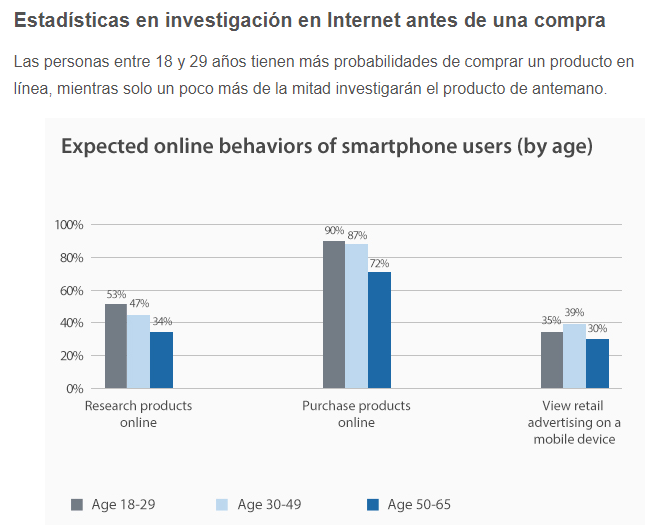 Estadísticas en investigación en Internet antes de una compra
Las personas entre 18 y 29 años tienen más probabilidades de comprar un producto en
línea, mientras solo un poco más de la mitad investigarán el producto de antemano.
Expected online behaviors of smartphone users (by age)
100%
80%
60%
40%
20%
0%
53%
47%
34%
90%
87%
72%
35%
39%
30%
Research products
online
Purchase products
online
View retail
advertising on a
mobile device
Age 18-29
Age 30-49
Age 50-65